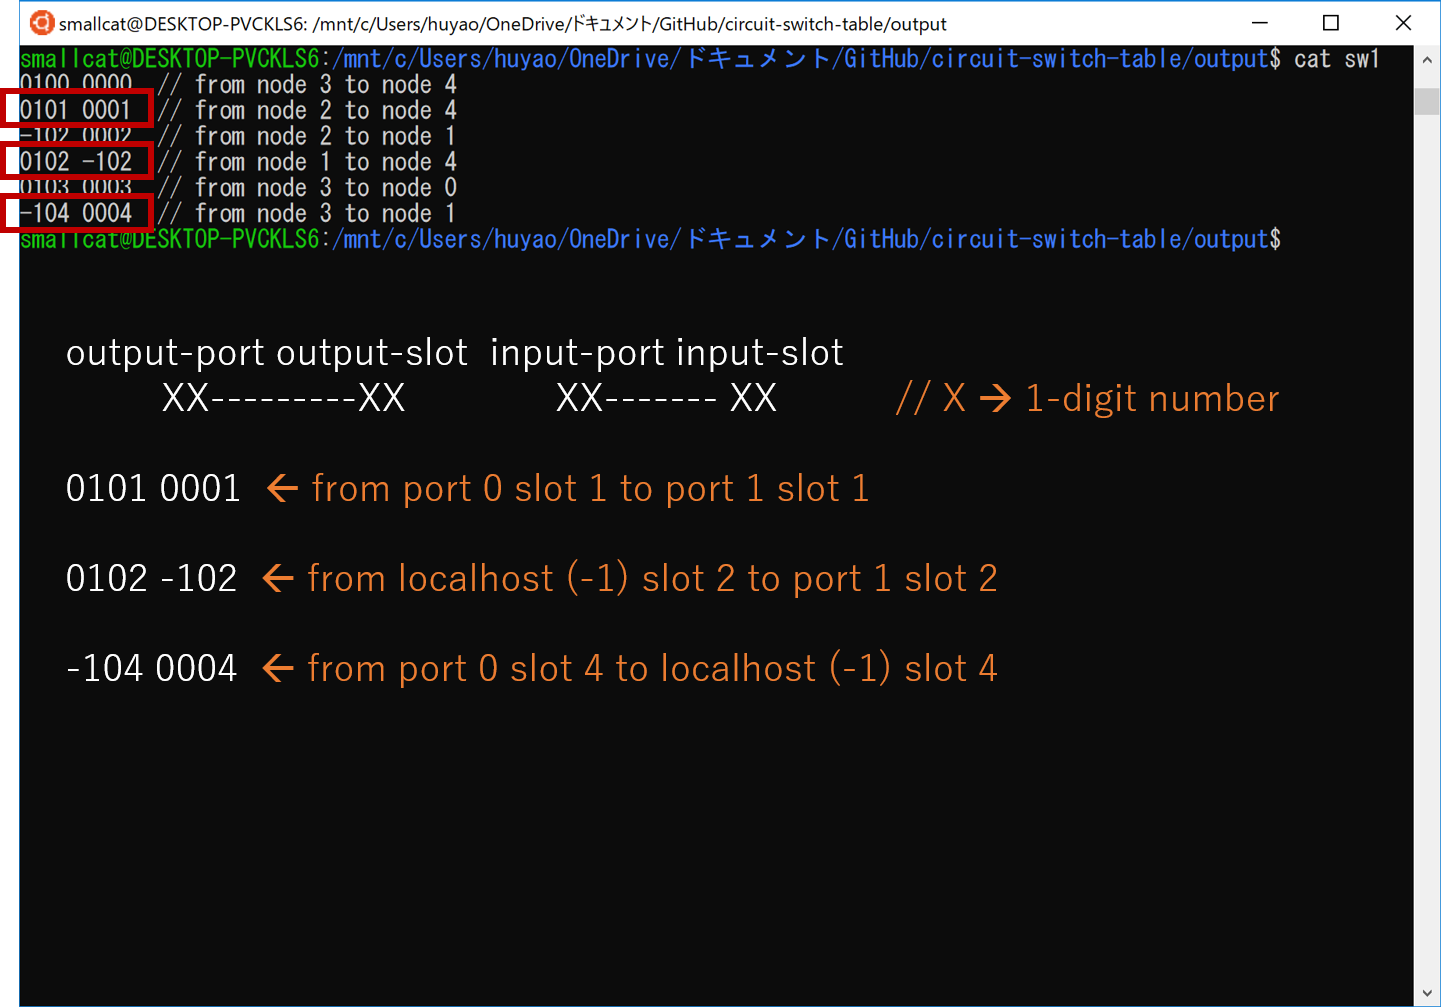 smallcat@DESKTOP-PVCKLS6: /mnt/c/Users/huyao/OneDrive/ドキュメント/GitHub/circuit-switch-table/output
smallcat@DESKTOP-PVCKLS6:/mnt/c/Users/huyao/OneDrive/ドキュメント/GitHub/circuit-switch-table/output$ cat sw1
0100 0000 // from node 3 to node 4
0101 0001 // from node 2 to node 4
-102 0002 // from node 2 to node 1
0102 -102 // from node 1 to node 4
0103 0003 // from node 3 to node 0
-104 0004 // from node 3 to node 1
smallcat@DESKTOP-PVCKLS6:/mnt/c/Users/huyao/OneDrive/ドキュメント/GitHub/circuit-switch-table/output$
output-port output-slot input-port input-slot
XX---------XX XX------- XX // X → 1-digit number
0101 0001 ← from port 0 slot 1 to port 1 slot 1
0102 -102 ← from localhost (-1) slot 2 to port 1 slot 2
-104 0004 ← from port 0 slot 4 to localhost (-1) slot 4